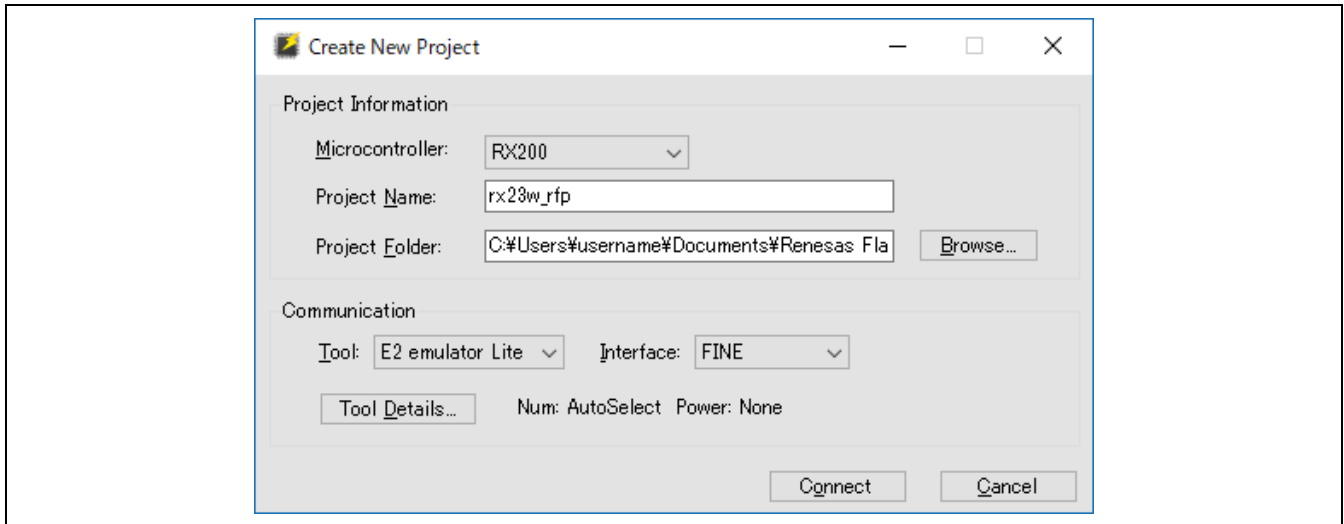 Create New Project
Project Information
Microcontroller: RX200
Project Name: rx23w_rfp
Project Folder: C:¥Users¥username¥Documents¥Renesas Fla Browse...
Communication
Tool: E2 emulator Lite Interface: FINE
Tool Details... Num: AutoSelect Power: None
Connect Cancel